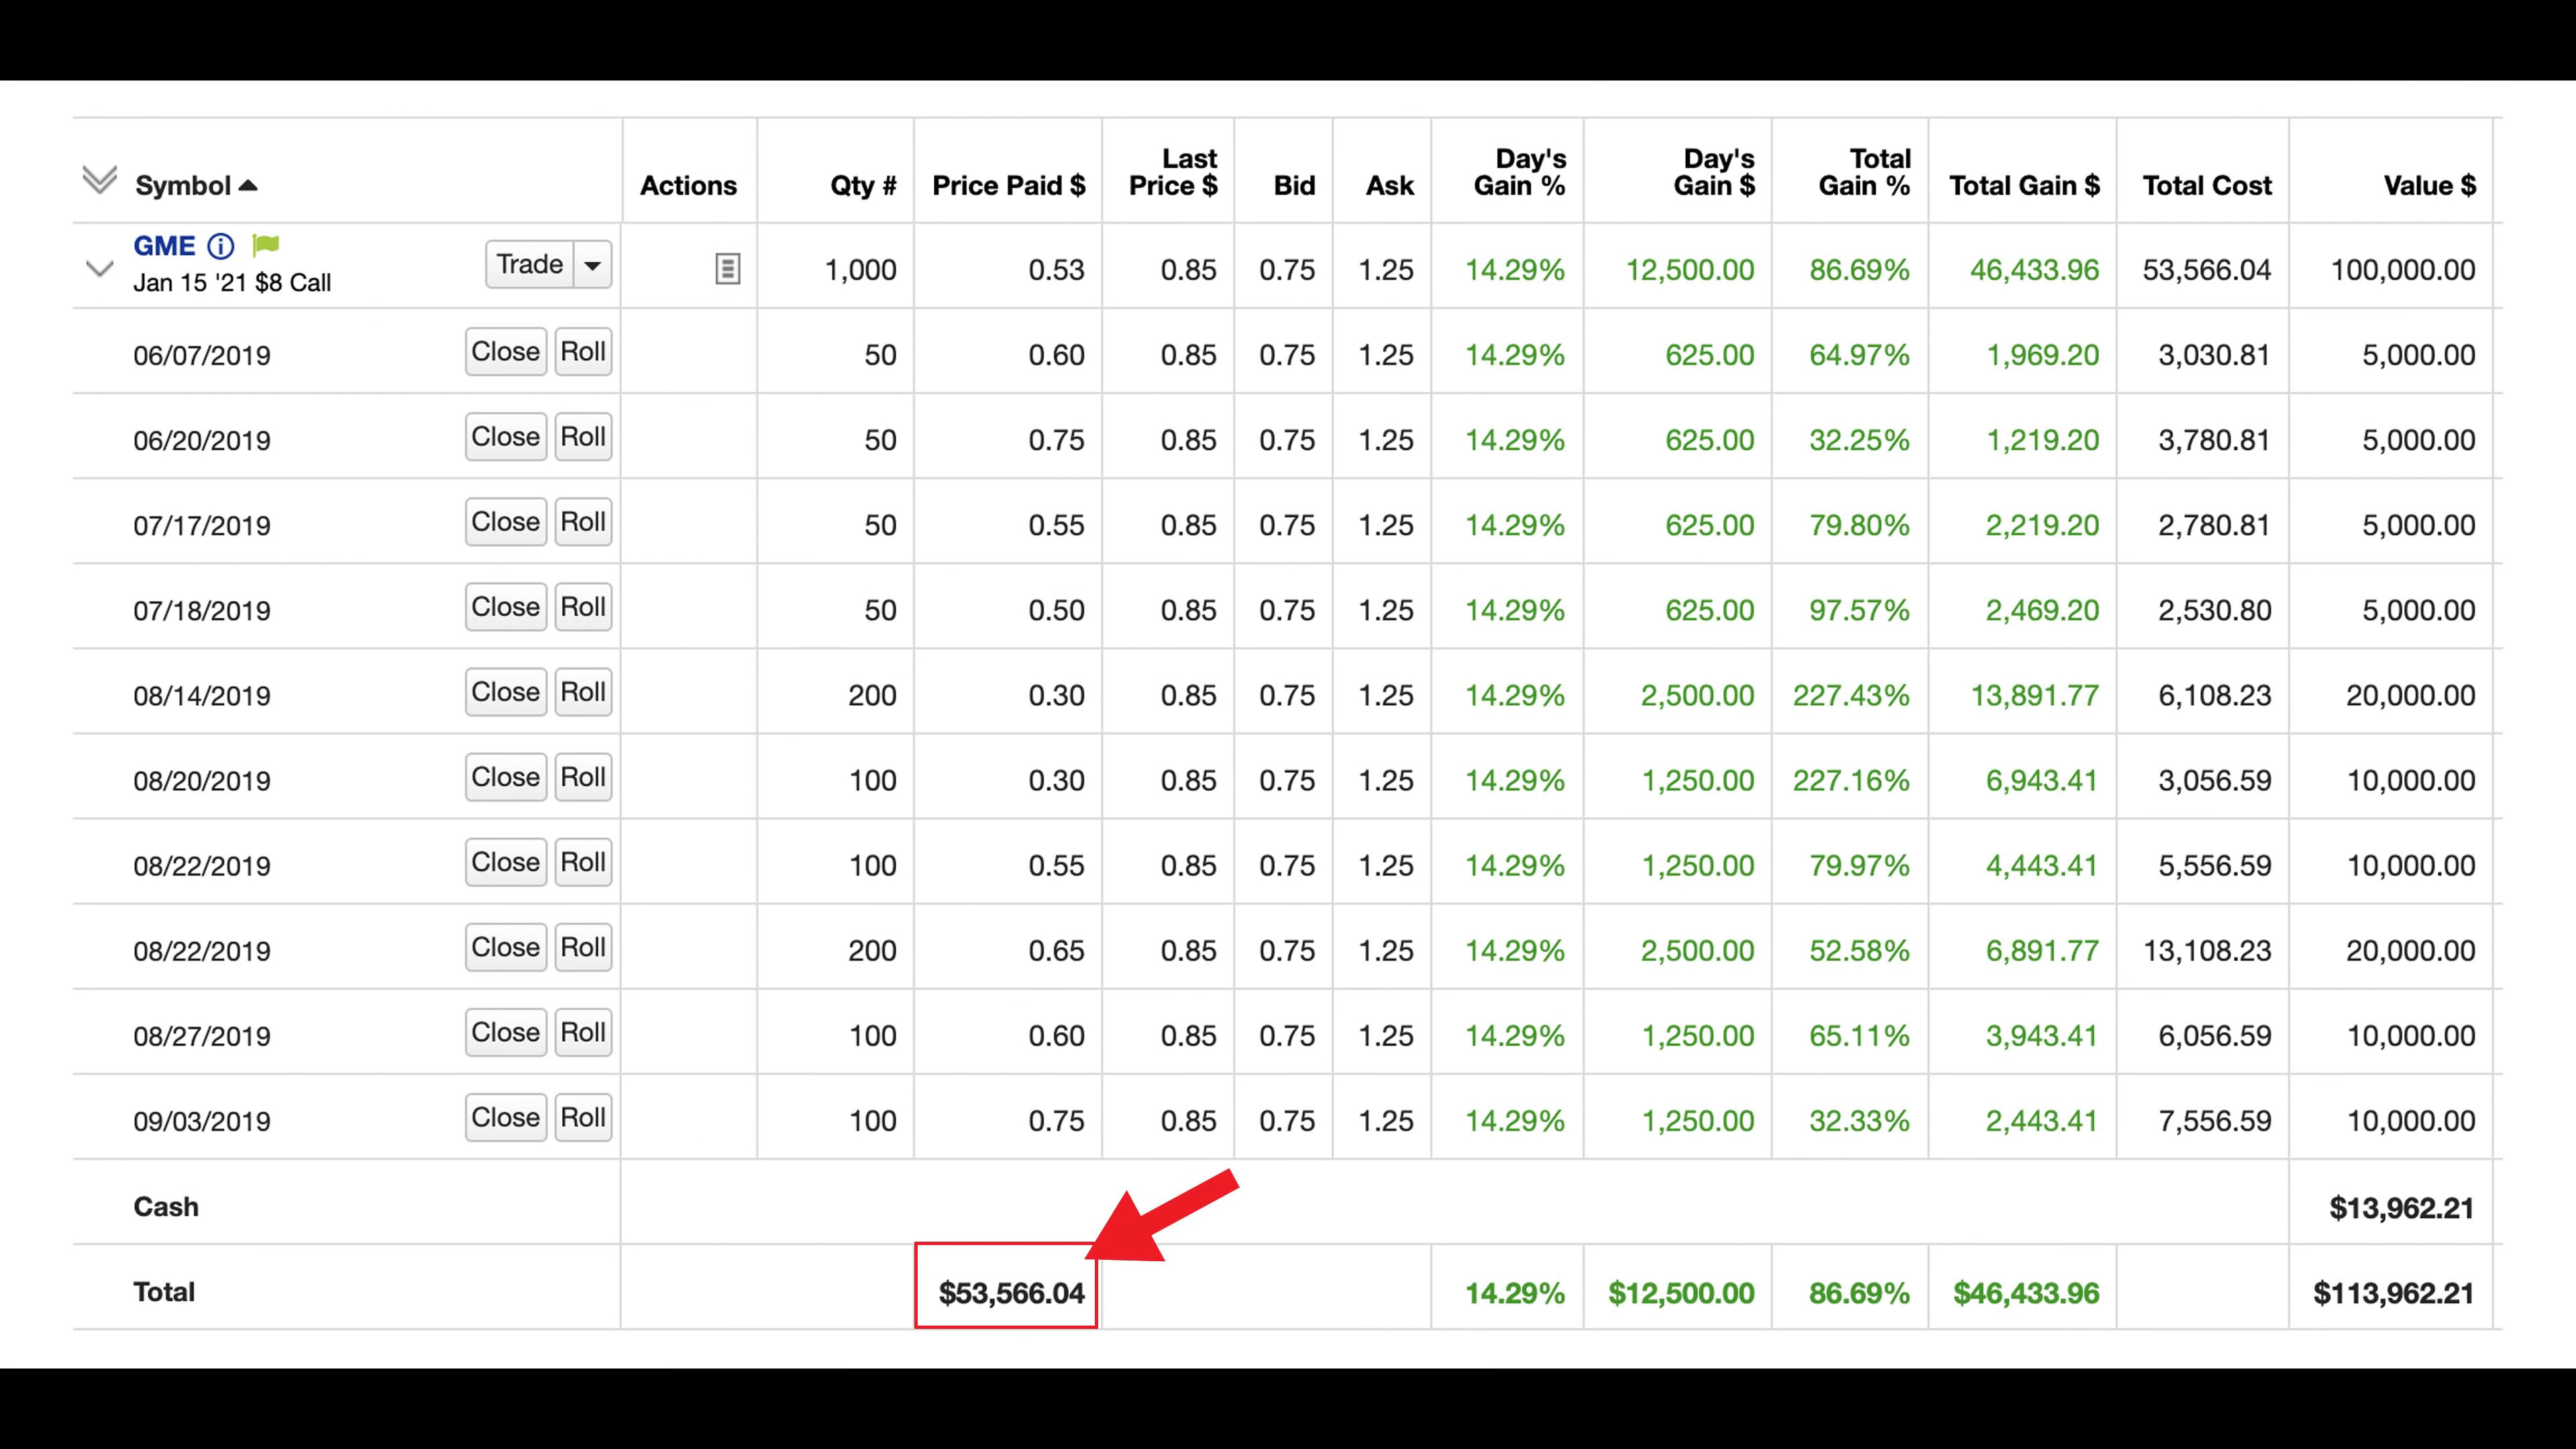 Symbol Actions Qty # Price Paid $ Last Price $ Bid Ask Day's Gain % Day's Gain $ Total Gain % Total Gain $ Total Cost Value $
GME Trade 1,000 0.53 0.85 0.75 1.25 14.29% 12,500.00 86.69% 46,433.96 53,566.04 100,000.00
Jan 15 '21 $8 Call
06/07/2019 Close Roll 50 0.60 0.85 0.75 1.25 14.29% 625.00 64.97% 1,969.20 3,030.81 5,000.00
06/20/2019 Close Roll 50 0.75 0.85 0.75 1.25 14.29% 625.00 32.25% 1,219.20 3,780.81 5,000.00
07/17/2019 Close Roll 50 0.55 0.85 0.75 1.25 14.29% 625.00 79.80% 2,219.20 2,780.81 5,000.00
07/18/2019 Close Roll 50 0.50 0.85 0.75 1.25 14.29% 625.00 97.57% 2,469.20 2,530.80 5,000.00
08/14/2019 Close Roll 200 0.30 0.85 0.75 1.25 14.29% 2,500.00 227.43% 13,891.77 6,108.23 20,000.00
08/20/2019 Close Roll 100 0.30 0.85 0.75 1.25 14.29% 1,250.00 227.16% 6,943.41 3,056.59 10,000.00
08/22/2019 Close Roll 100 0.55 0.85 0.75 1.25 14.29% 1,250.00 79.97% 4,443.41 5,556.59 10,000.00
08/22/2019 Close Roll 200 0.65 0.85 0.75 1.25 14.29% 2,500.00 52.58% 6,891.77 13,108.23 20,000.00
08/27/2019 Close Roll 100 0.60 0.85 0.75 1.25 14.29% 1,250.00 65.11% 3,943.41 6,056.59 10,000.00
09/03/2019 Close Roll 100 0.75 0.85 0.75 1.25 14.29% 1,250.00 32.33% 2,443.41 7,556.59 10,000.00
Cash $13,962.21
Total $53,566.04 14.29% $12,500.00 86.69% $46,433.96 $113,962.21